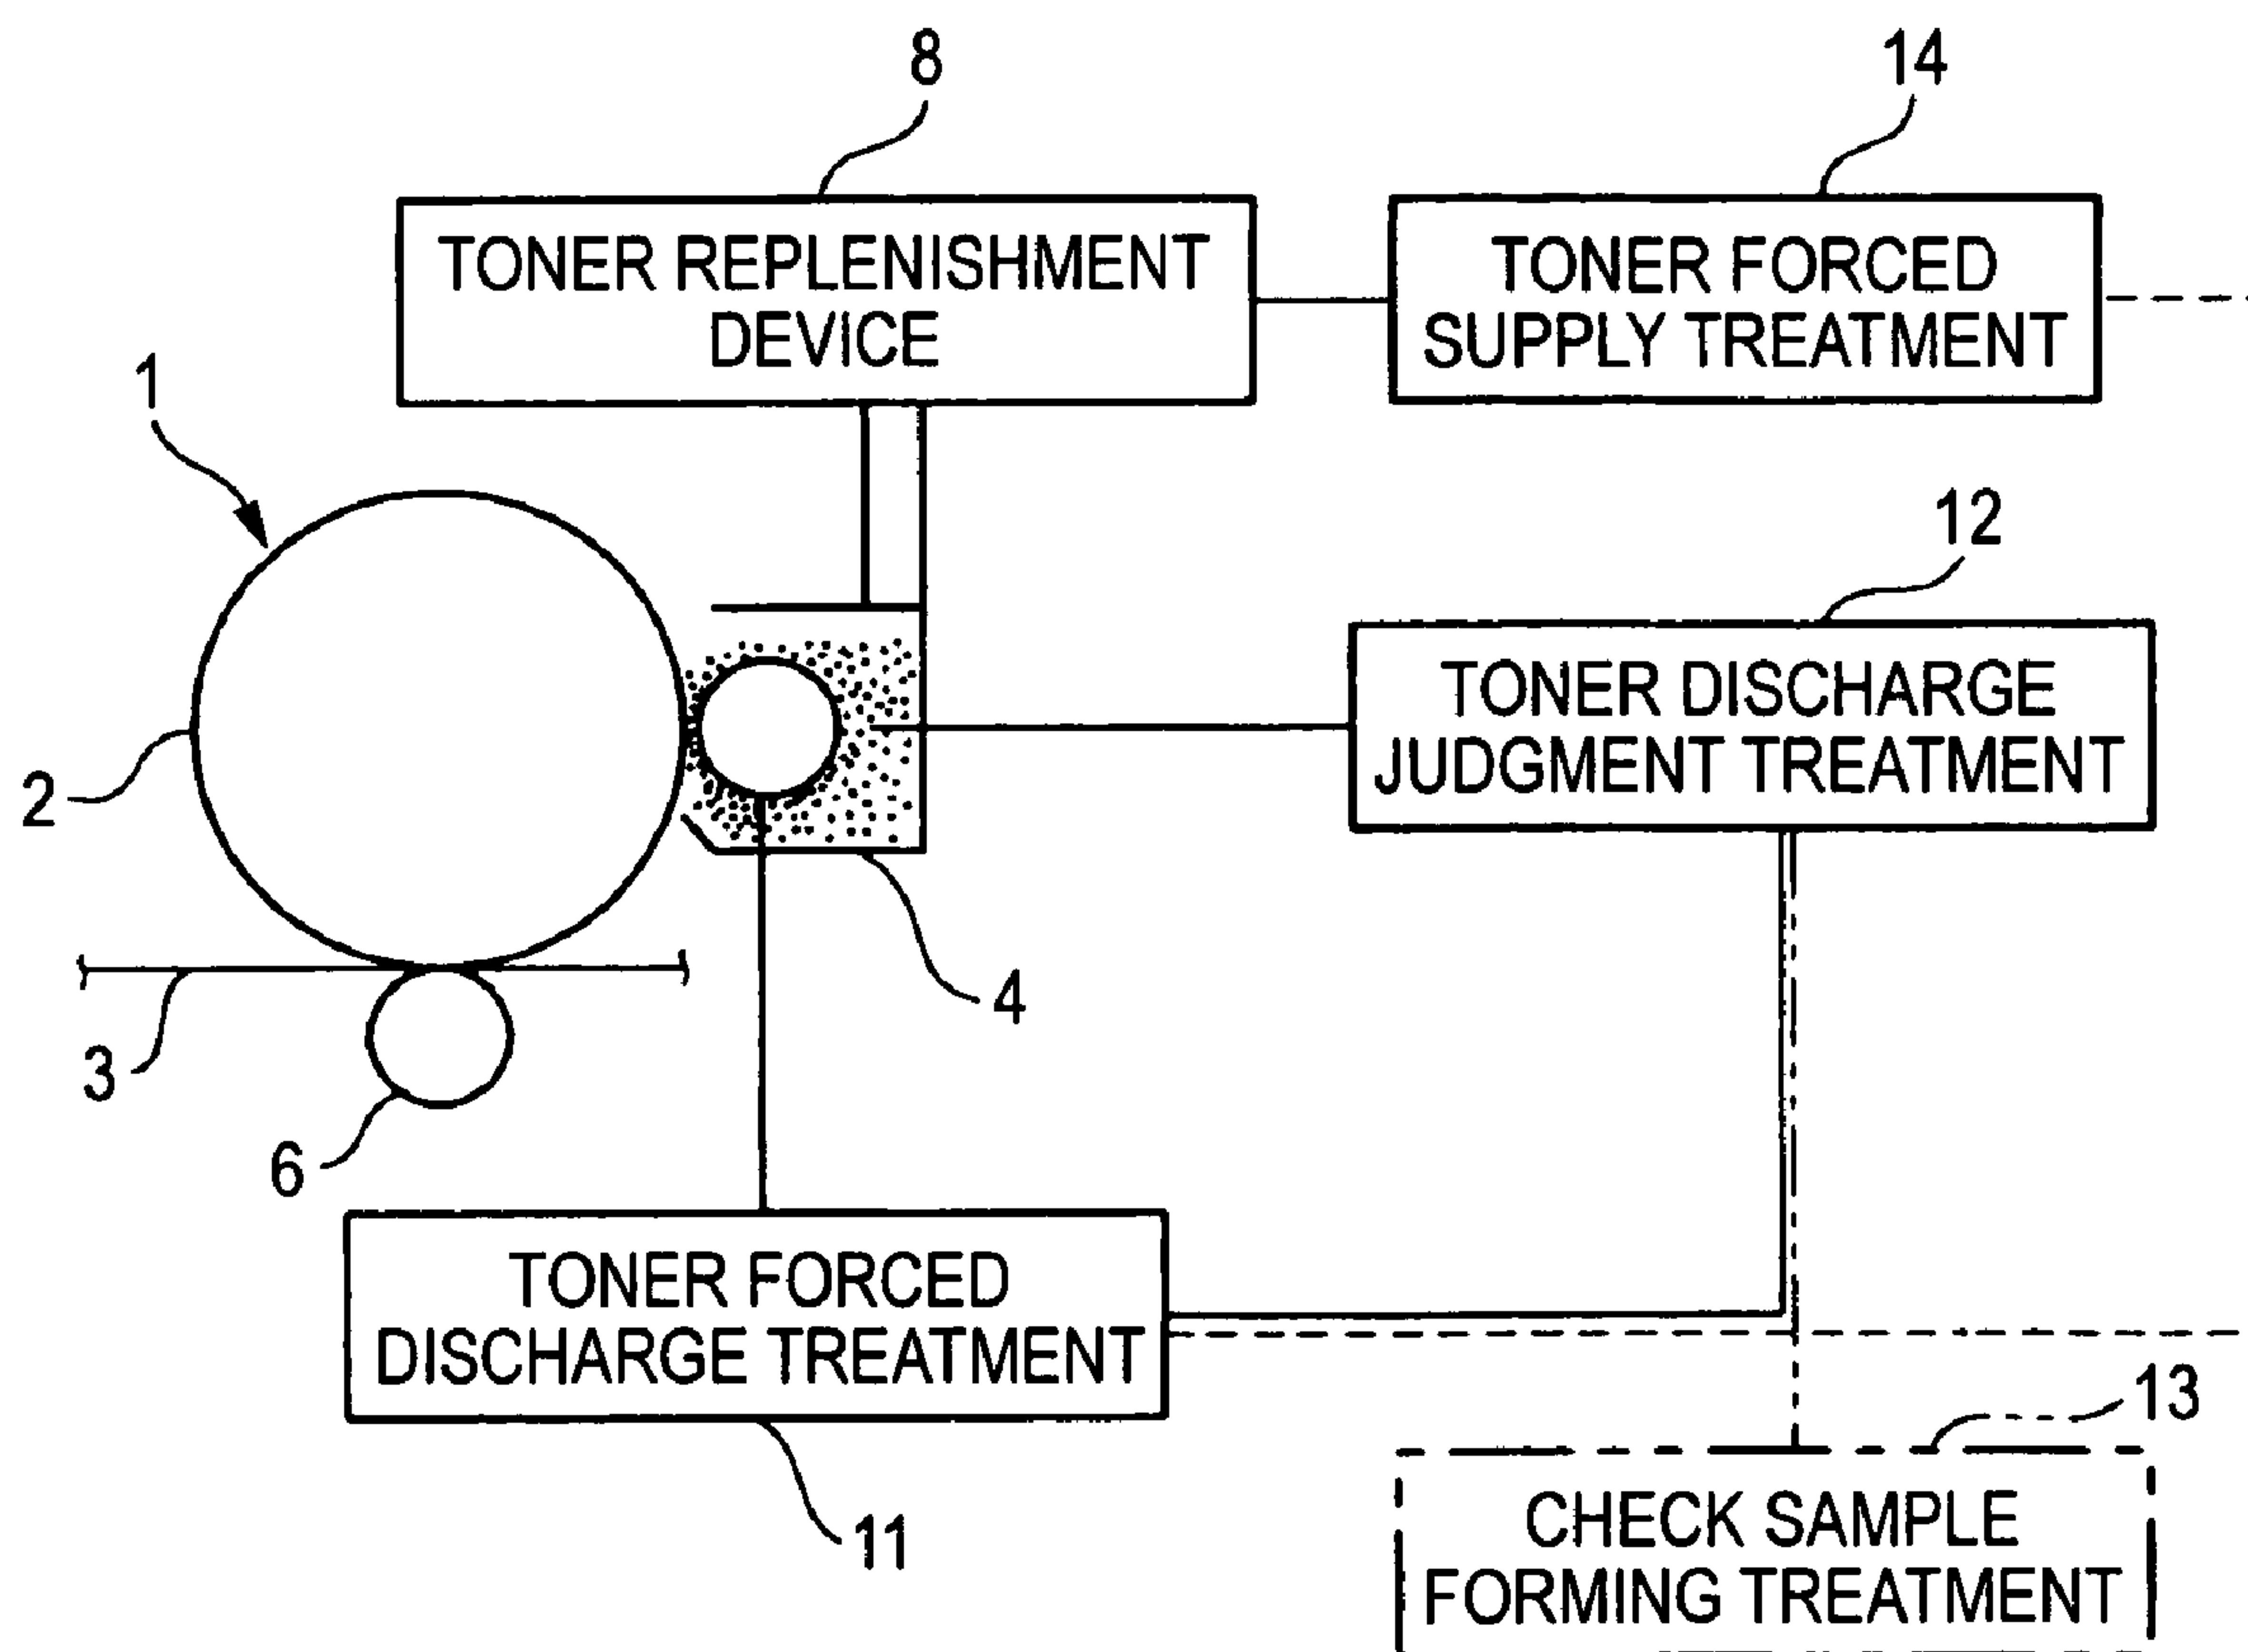 8
14
TONER REPLENISHMENT
DEVICE
TONER FORCED
SUPPLY TREATMENT
1
12
TONER DISCHARGE
JUDGMENT TREATMENT
2
4
3
6
TONER FORCED
DISCHARGE TREATMENT
13
11
CHECK SAMPLE
FORMING TREATMENT